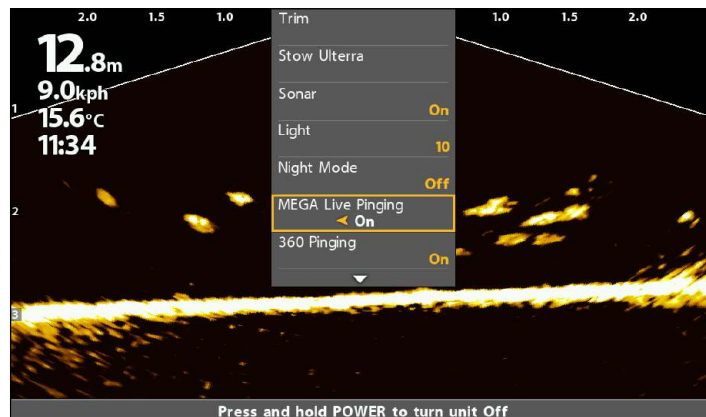 2.0 1.5 1.0 1.0 1.5 2.0
12.8m
9.0kph
15.6°C
11:34
1
2
3
Trim
Stow Ulterra
Sonar
On
Light
10
Night Mode
Off
MEGA Live Pinging
On
360 Pinging
On
Press and hold POWER to turn unit Off